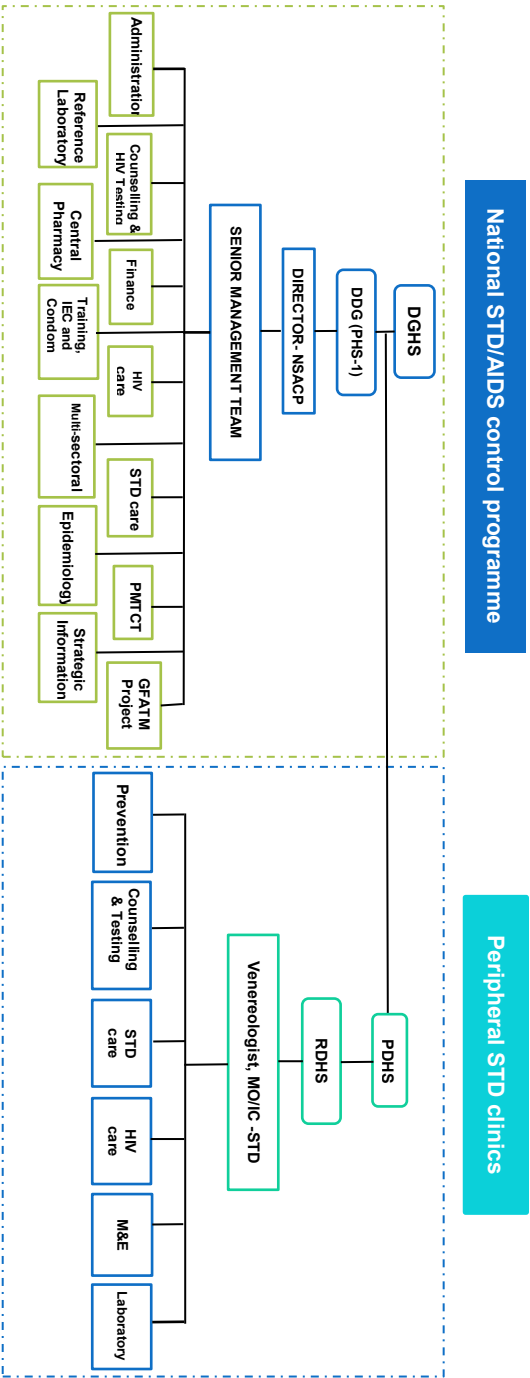 National STD/AIDS control programme
Peripheral STD clinics
DGHS
DDG (PHS-1)
DIRECTOR- NSACP
SENIOR MANAGEMENT TEAM
Administration
Reference
Laboratory
Counselling &
HIV Testing
Central
Pharmacy
Finance
Training,
IEC and
Condom
HIV
care
Multi-sectoral
STD care
Epidemiology
PMTCT
Strategic
Information
GFATM
Project
PDHS
RDHS
Venereologist, MO/IC -STD
Prevention
Counselling
& Testing
STD
care
HIV
care
M&E
Laboratory